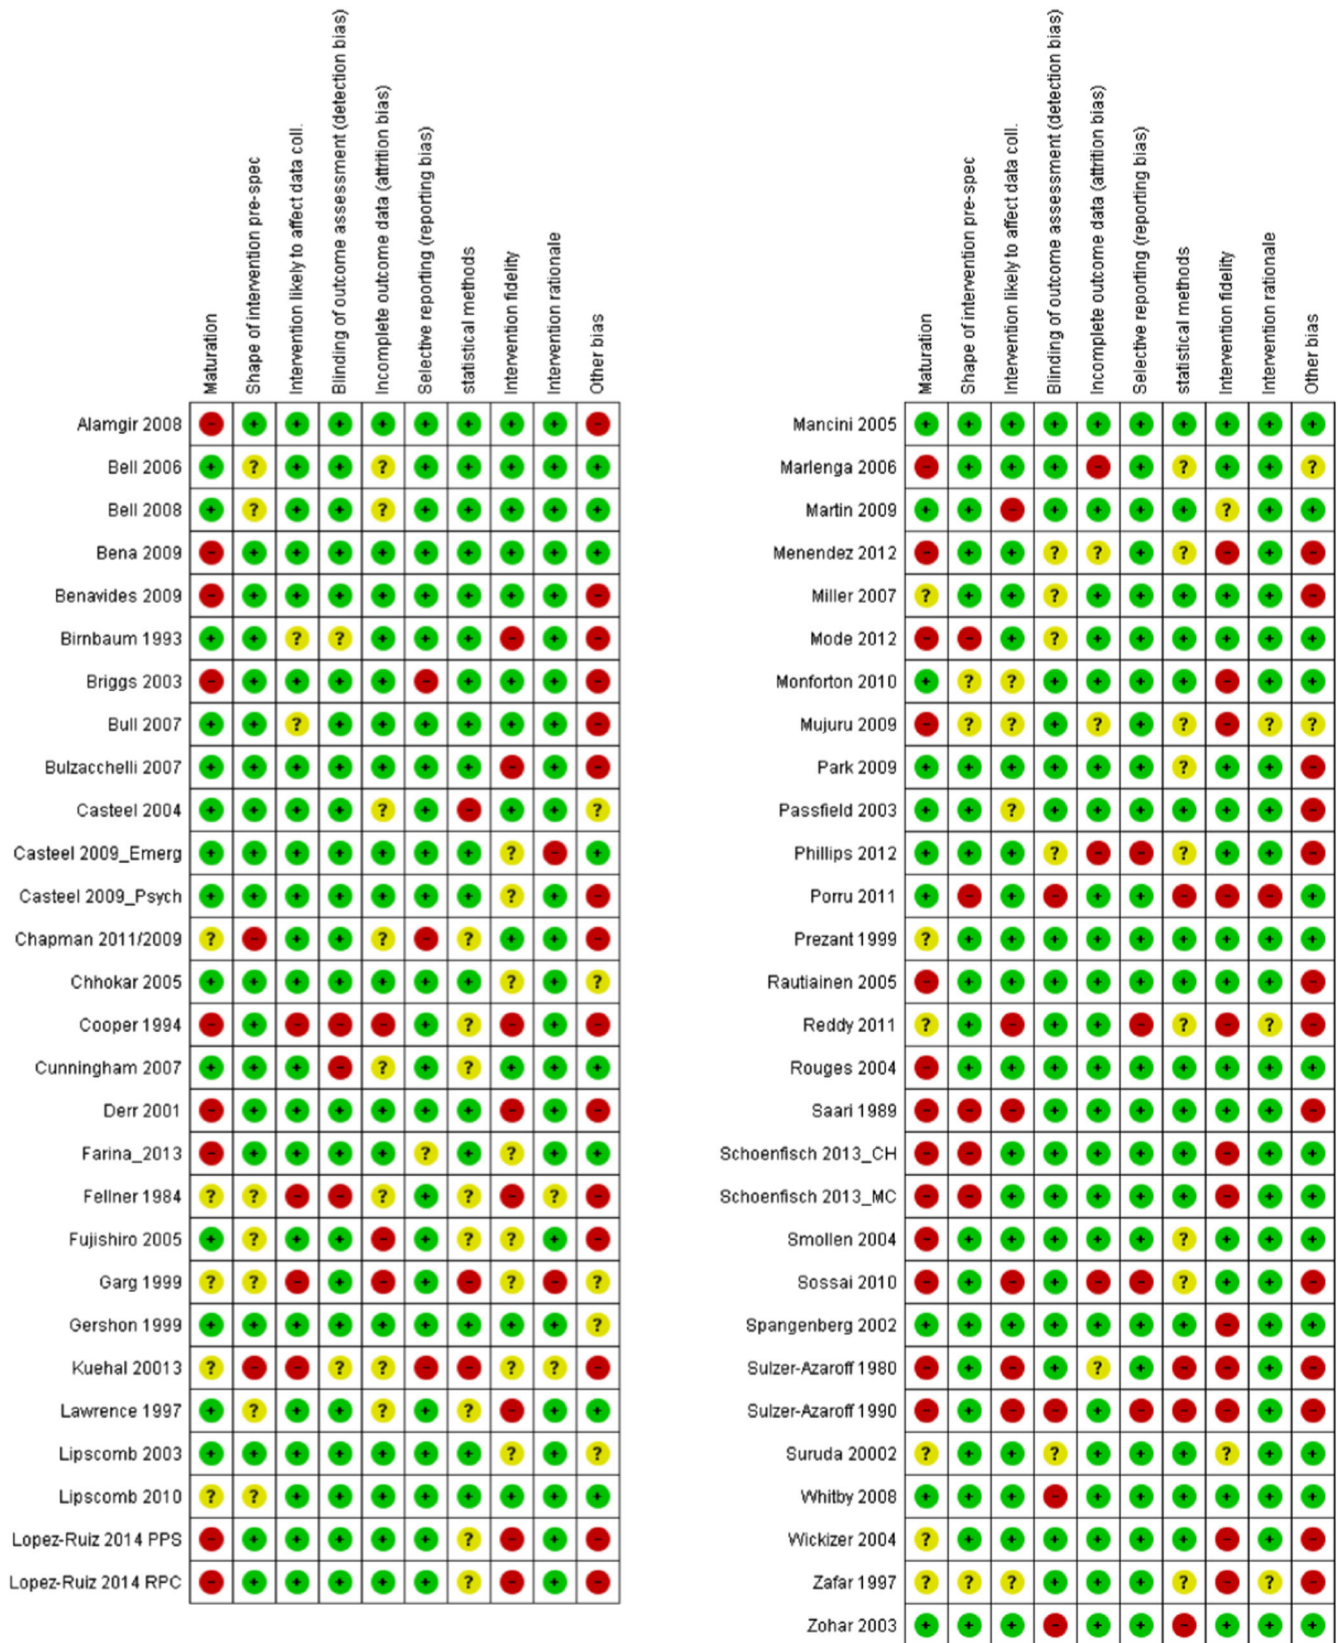 Maturation
Shape of intervention pre-spec
Intervention likely to affect data coll.
Blinding of outcome assessment (detection bias)
Incomplete outcome data (attrition bias)
Selective reporting (reporting bias)
statistical methods
Intervention fidelity
Intervention rationale
Other bias
Alamgir 2008 - + + + + + + + + -
Bell 2006 + ? + + ? + + + + +
Bell 2008 + ? + + ? + + + + +
Bena 2009 - + + + + + + + + +
Benavides 2009 - + + + + + + + + -
Birnbaum 1993 + + ? ? + + + - + -
Briggs 2003 - + + + + - + + + -
Bull 2007 + + ? + + + + + + -
Bulzacchelli 2007 + + + + + + + - + -
Casteel 2004 + + + + ? + - + + ?
Casteel 2009_Emerg + + + + + + + ? - +
Casteel 2009_Psych + + + + + + + ? + -
Chapman 2011/2009 ? - + + ? - ? + + -
Chhokar 2005 + + + + + + + ? + ?
Cooper 1994 - + - - - + ? - + -
Cunningham 2007 + + + - ? + ? + + +
Derr 2001 - + + + + + + - + -
Farina_2013 - + + + + ? + ? + +
Fellner 1984 ? ? - - ? + ? - ? -
Fujishiro 2005 + ? + + - + ? ? + -
Garg 1999 ? ? - + - + - ? - ?
Gershon 1999 + + + + + + + + + ?
Kuehal 20013 ? - - ? ? - - ? ? -
Lawrence 1997 + ? + + ? + ? - + +
Lipscomb 2003 + + + + + + + ? + ?
Lipscomb 2010 ? ? + + + + + + + +
Lopez-Ruiz 2014 PPS - + + + + + ? - + -
Lopez-Ruiz 2014 RPC - + + + + + ? - + -
Maturation
Shape of intervention pre-spec
Intervention likely to affect data coll.
Blinding of outcome assessment (detection bias)
Incomplete outcome data (attrition bias)
Selective reporting (reporting bias)
statistical methods
Intervention fidelity
Intervention rationale
Other bias
Mancini 2005 + + + + + + + + + +
Marlenga 2006 - + + + - + ? + + ?
Martin 2009 + + - + + + + ? + +
Menendez 2012 - + + ? ? + ? - + -
Miller 2007 ? + + ? + + + + + -
Mode 2012 - - + ? + + + + + +
Monforton 2010 + ? ? + + + + - + +
Mujuru 2009 - ? ? + ? + ? - ? ?
Park 2009 + + + + + + ? + + -
Passfield 2003 + + ? + + + + + + -
Phillips 2012 + + + ? - - ? + + -
Porru 2011 + - + - + + - - - +
Prezant 1999 ? + + + + + + + + +
Rautiainen 2005 - + + + + + + + + -
Reddy 2011 ? + - + + - ? - ? -
Rouges 2004 - + + + + + + + + +
Saari 1989 - - - + + + + + + -
Schoenfisch 2013_CH - - + + + + + - + +
Schoenfisch 2013_MC - - + + + + + - + +
Smollen 2004 - + + + + + ? + + +
Sossai 2010 - + - + - - ? + + -
Spangenberg 2002 + + + + + + + - + +
Sulzer-Azaroff 1980 - + - + ? + - - + -
Sulzer-Azaroff 1990 - + - - + - - - + -
Suruda 20002 ? + + ? + + + ? + +
Whitby 2008 + + + - + + + + + +
Wickizer 2004 ? + + + + + + - + -
Zafar 1997 ? ? ? + + + ? - ? -
Zohar 2003 + + + - + + - + + +